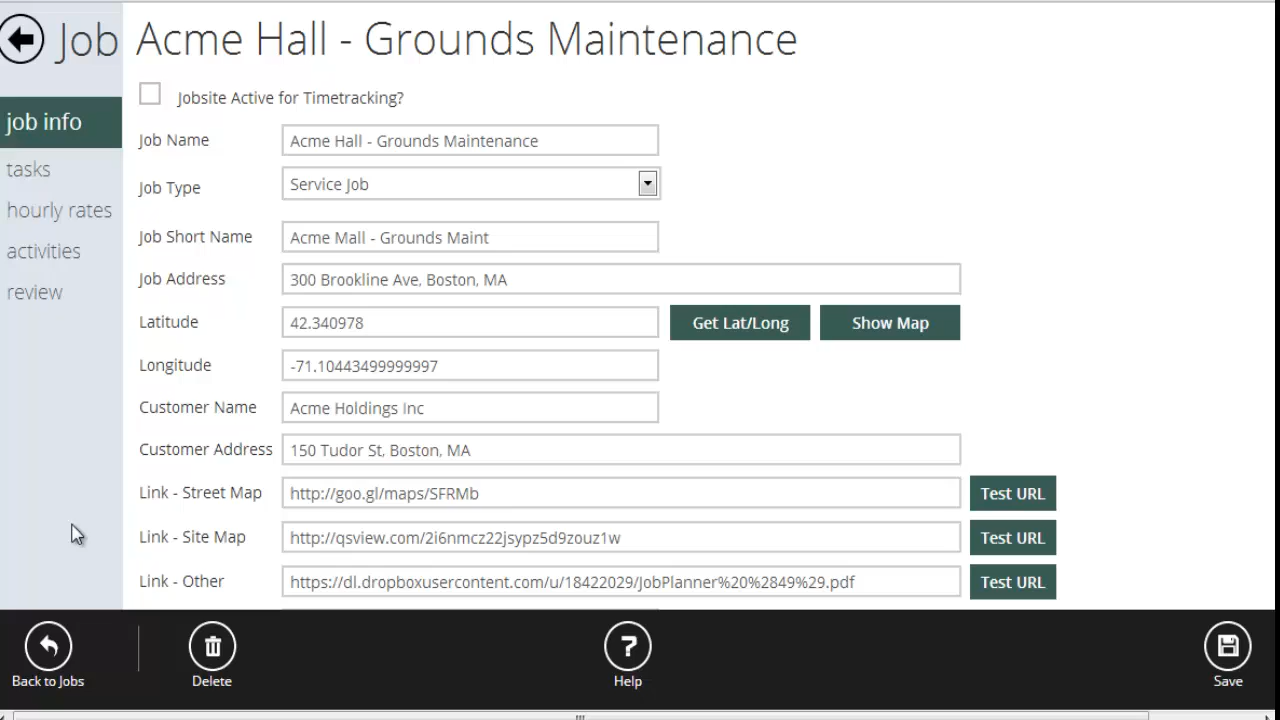 Job Acme Hall - Grounds Maintenance
Jobsite Active for Timetracking?
job info
tasks
hourly rates
activities
review
Job Name Acme Hall - Grounds Maintenance
Job Type Service Job
Job Short Name Acme Mall - Grounds Maint
Job Address 300 Brookline Ave, Boston, MA
Latitude 42.340978 Get Lat/Long Show Map
Longitude -71.10443499999997
Customer Name Acme Holdings Inc
Customer Address 150 Tudor St, Boston, MA
Link - Street Map http://goo.gl/maps/SFRMb Test URL
Link - Site Map http://qsview.com/2i6nmcz22jsypz5d9zouz1w Test URL
Link - Other https://dl.dropboxusercontent.com/u/18422029/JobPlanner%20%2849%29.pdf Test URL
Back to Jobs Delete Help Save